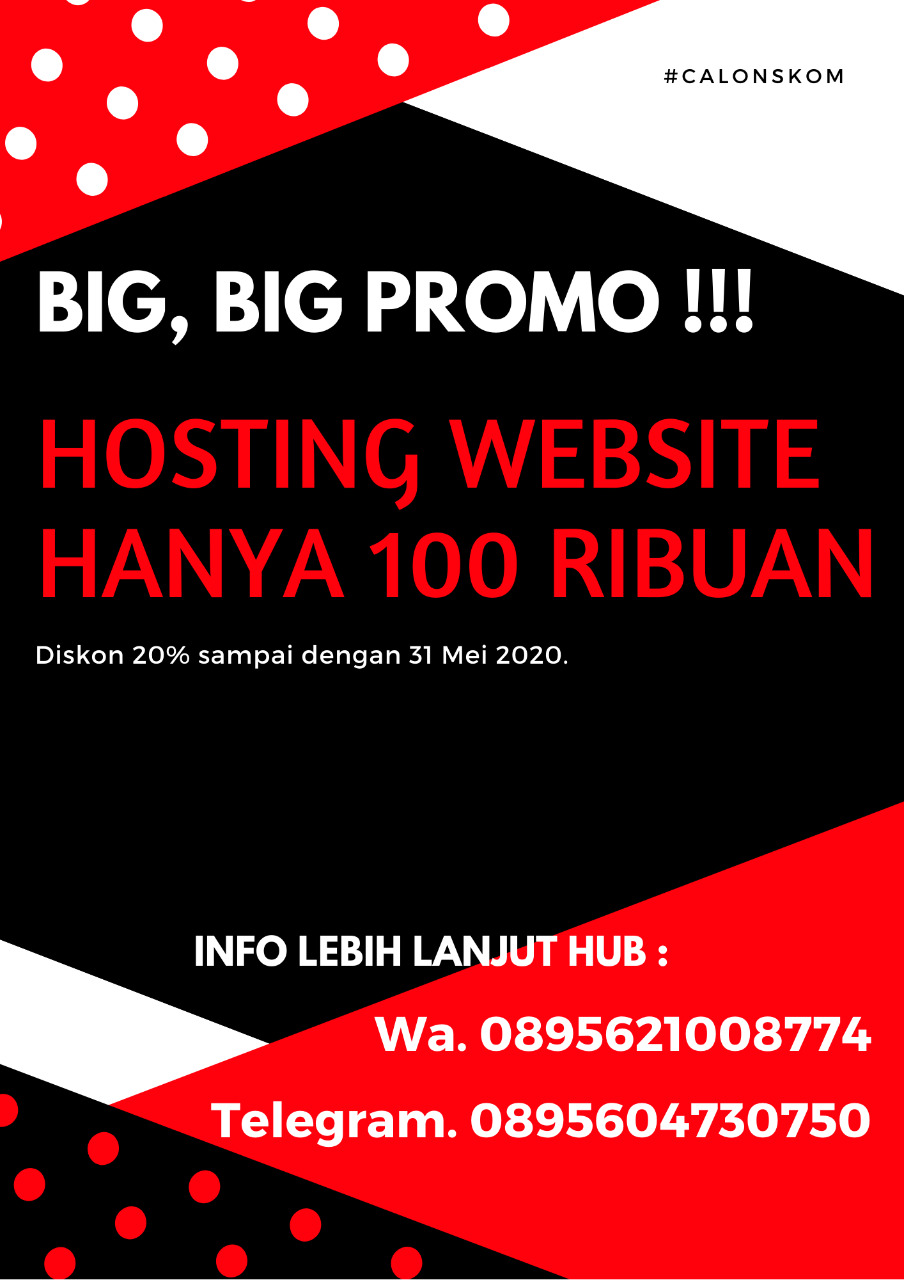 #CALONSKOM
BIG, BIG PROMO !!!
HOSTING WEBSITE
HANYA 100 RIBUAN
Diskon 20% sampai dengan 31 Mei 2020.
INFO LEBIH LANJUT HUB :
Wa. 0895621008774
Telegram. 0895604730750